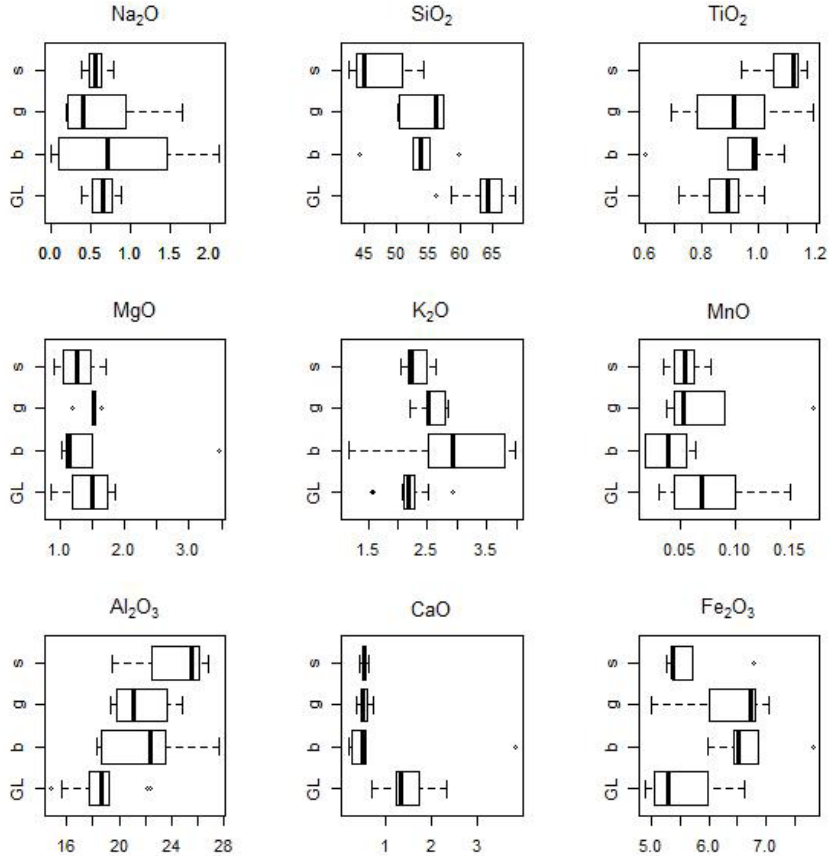 Na₂O SiO₂ TiO₂
s s s
g g g
b b b
GL GL GL
0.0 0.5 1.0 1.5 2.0 45 50 55 60 65 0.6 0.8 1.0 1.2
MgO K₂O MnO
s s s
g g g
b b b
GL GL GL
1.0 2.0 3.0 1.5 2.5 3.5 0.05 0.10 0.15
Al₂O₃ CaO Fe₂O₃
s s s
g g g
b b b
GL GL GL
16 20 24 28 1 2 3 5.0 6.0 7.0